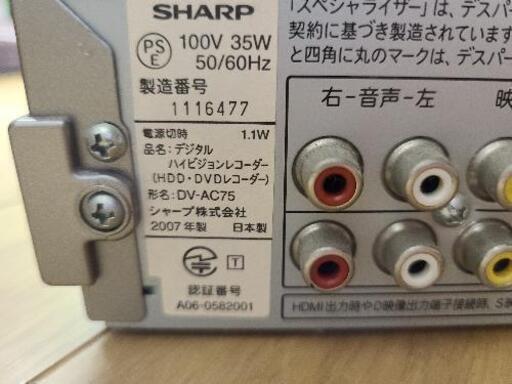 SHARP
PS
E
100V 35W
50/60Hz
製造番号
1116477
電源切時 1.1W
品名:デジタル
ハイビジョンレコーダー
(HDD・DVDレコーダー)
形名:DV-AC75
シャープ株式会社
2007年製 日本製
T
認証番号
A06-0582001
「スペシャライザー」は、デスパー
契約に基づき製造されています
と四角に丸のマークは、デスパー
右-音声-左 映
HDMI出力時やD映像出力端子接続時、S映